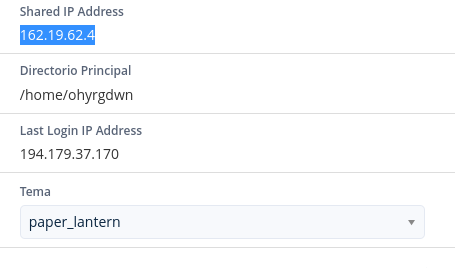 Shared IP Address
162.19.62.4
Directorio Principal
/home/ohyrgdwn
Last Login IP Address
194.179.37.170
Tema
paper_lantern